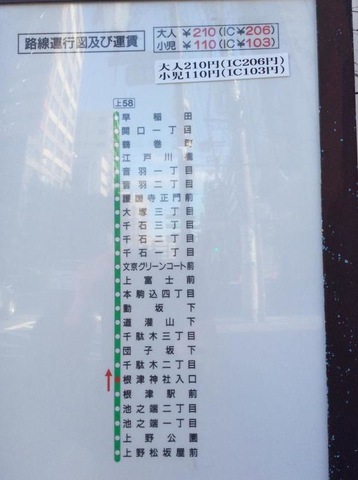 路線運行図及び運賃
大人 ¥210(IC¥206)
小児 ¥110(IC¥103)
大人210円(IC206円)
小児110円(IC103円)
上58
早稲田
関口一丁目
鶴巻町
江戸川橋
音羽一丁目
音羽二丁目
護国寺正門前
大塚三丁目
千石三丁目
千石二丁目
千石一丁目
文京グリーンコート前
上富士前
本駒込四丁目
動坂下
道灌山下
千駄木三丁目
団子坂下
千駄木二丁目
根津神社入口
根津駅前
池之端二丁目
池之端一丁目
上野公園
上野松坂屋前